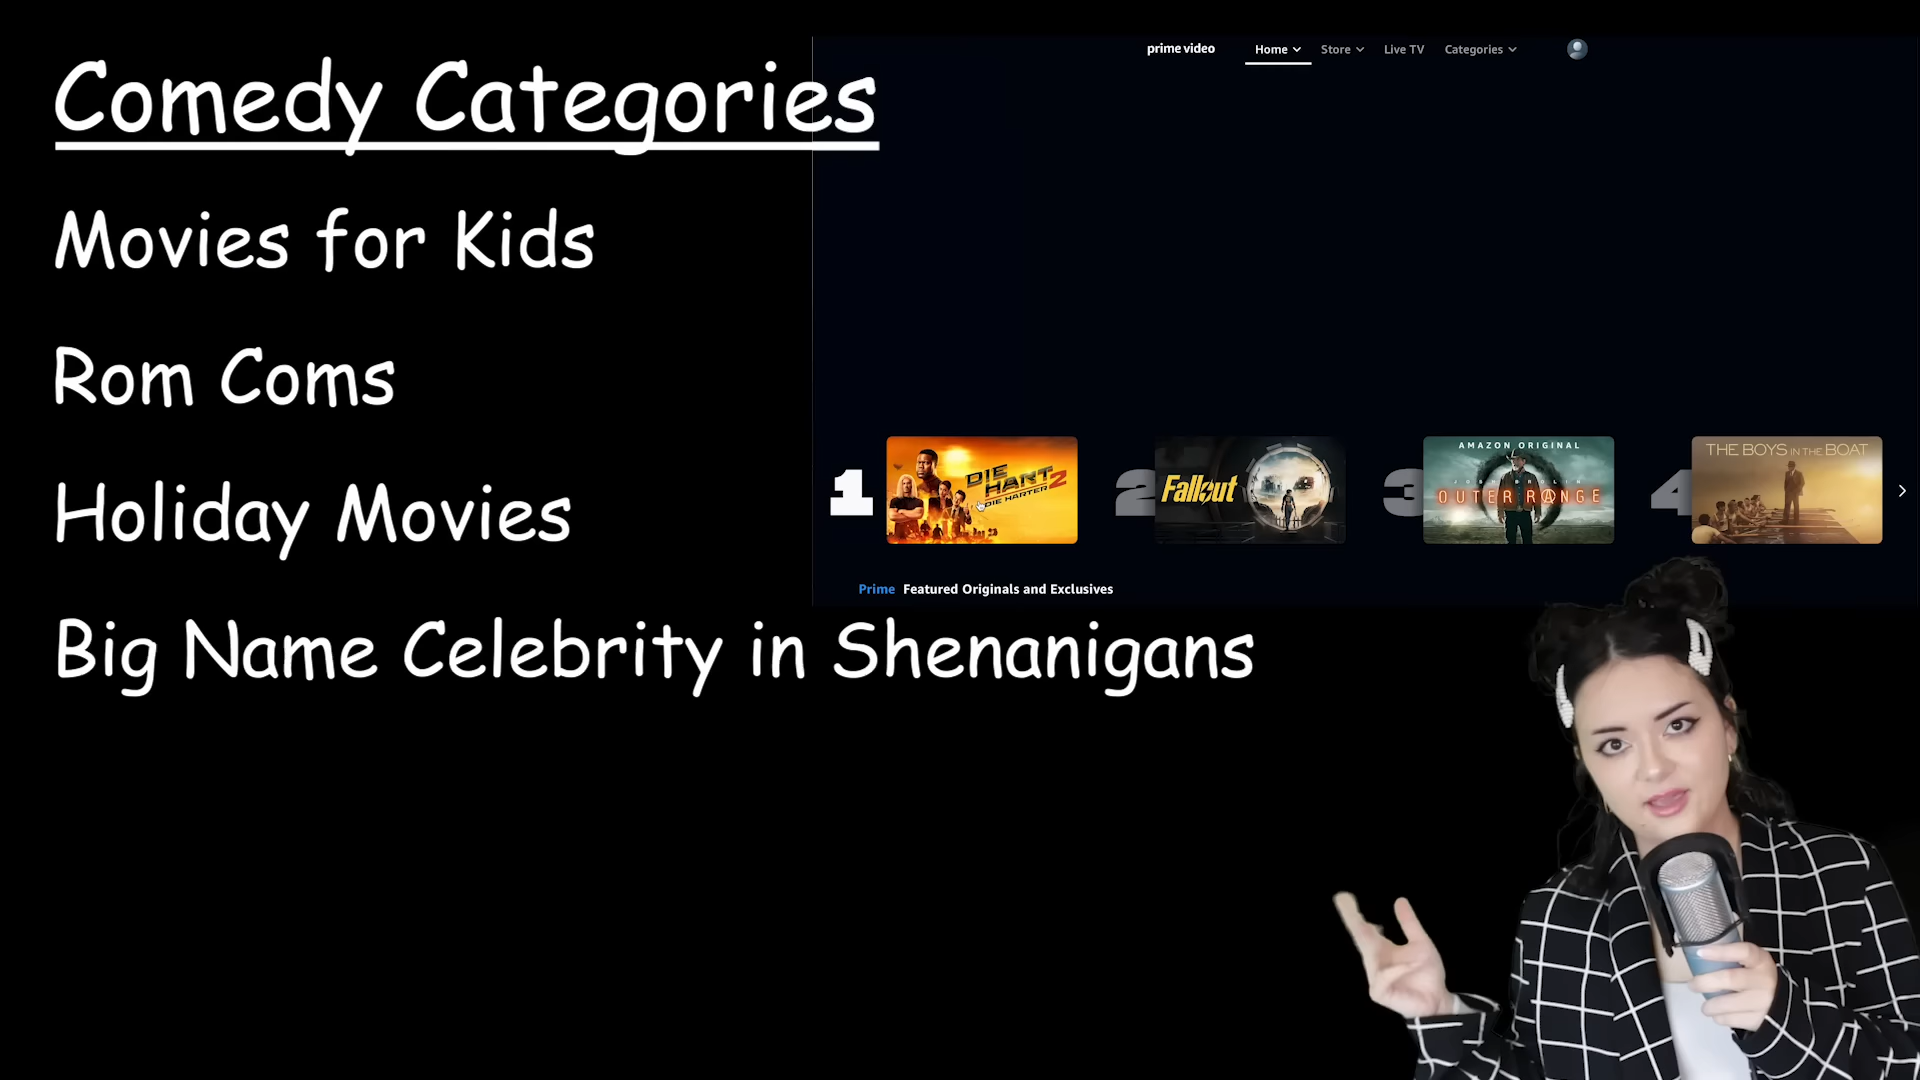 Comedy Categories
Movies for Kids
Rom Coms
Holiday Movies
Big Name Celebrity in Shenanigans
prime video Home Store Live TV Categories
1
DIE HART 2
DIE HARTER
2
Fallout
3
AMAZON ORIGINAL
JOSH BROLIN
OUTER RANGE
4
THE BOYS IN THE BOAT
Prime Featured Originals and Exclusives